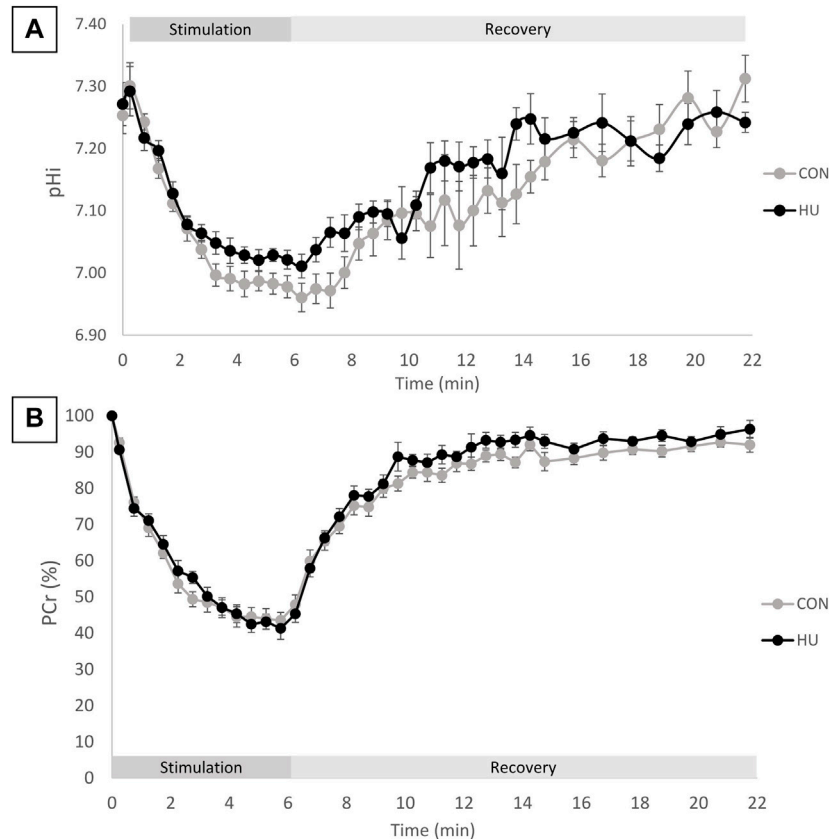 A
Stimulation Recovery
7.40
7.30
7.20
7.10
7.00
6.90
pHi
0 2 4 6 8 10 12 14 16 18 20 22
Time (min)
CON
HU
B
100
90
80
70
60
50
40
30
20
10
0
PCr (%)
CON
HU
Stimulation Recovery
0 2 4 6 8 10 12 14 16 18 20 22
Time (min)